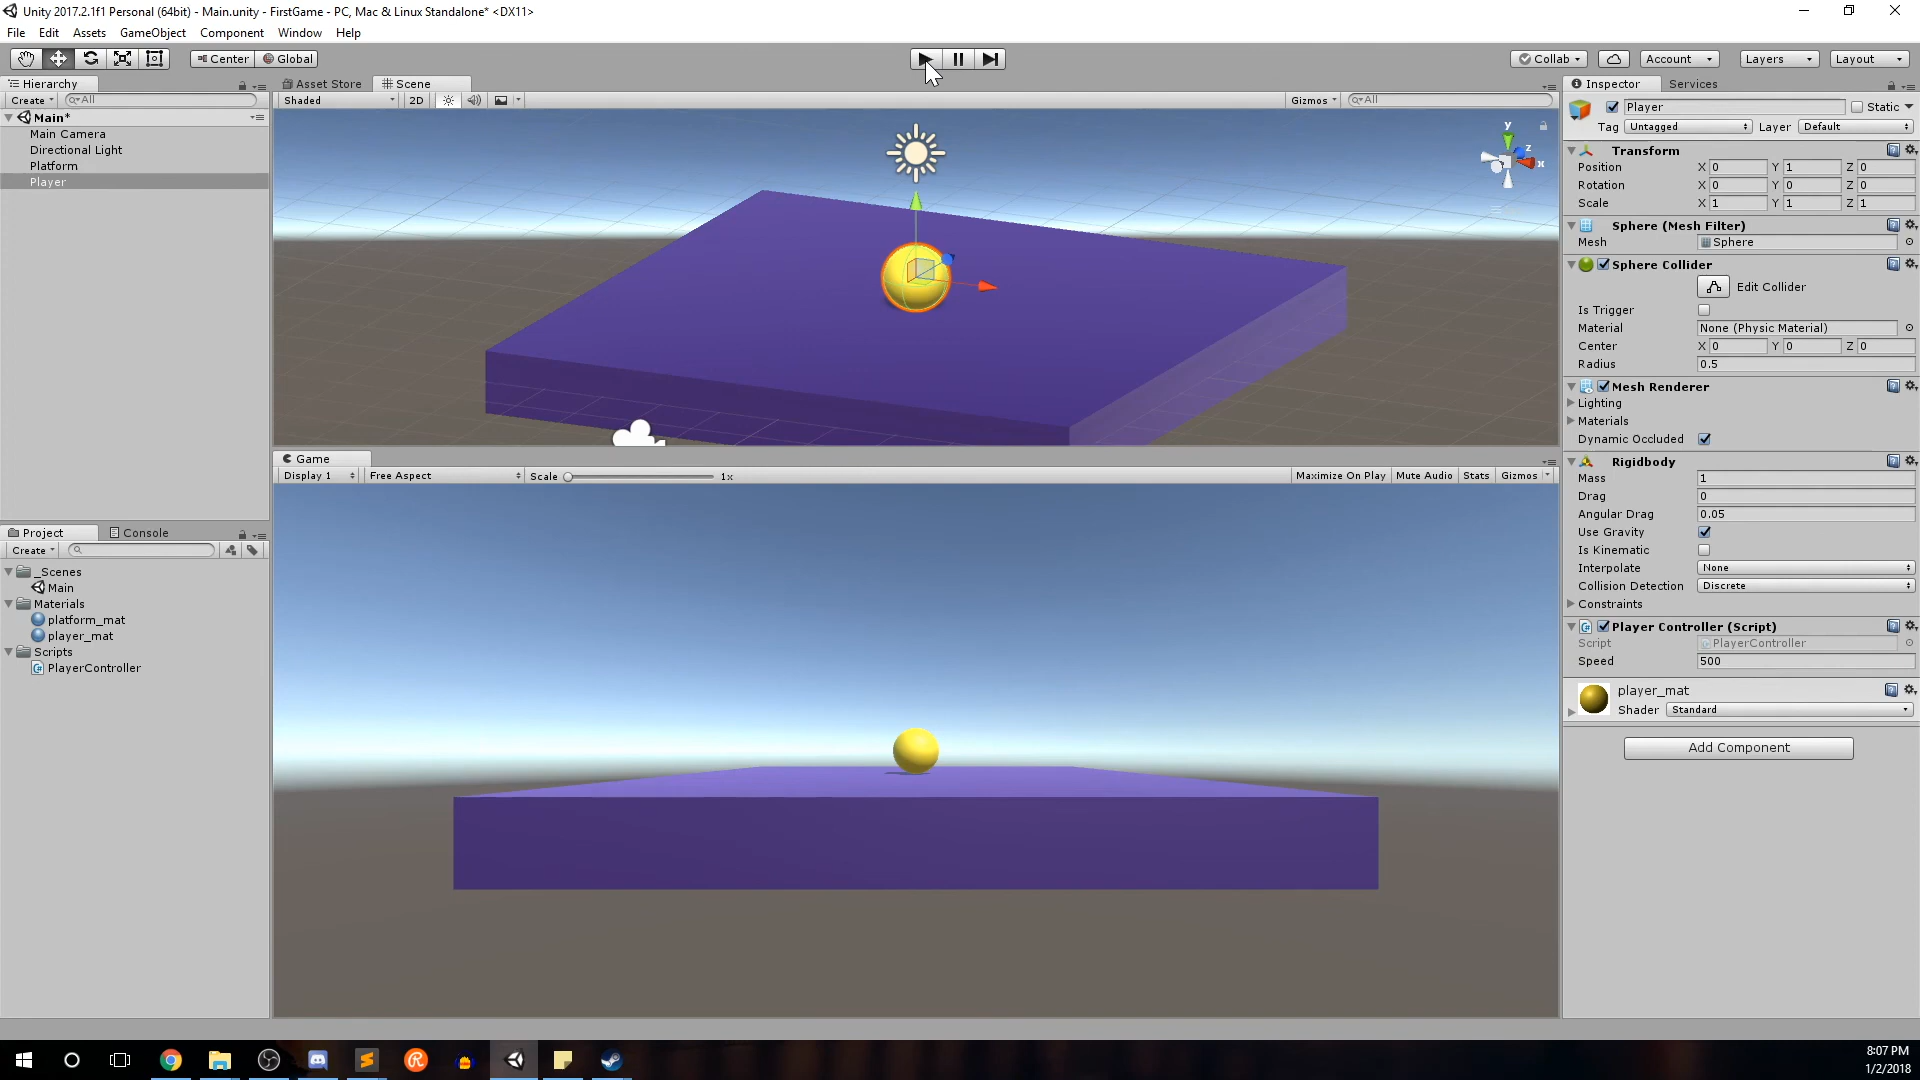 Unity 2017.2.1f1 Personal (64bit) - Main.unity - FirstGame - PC, Mac & Linux Standalone* <DX11>
File Edit Assets GameObject Component Window Help
Center Global Collab Account Layers Layout
Hierarchy
Create All
Main*
Main Camera
Directional Light
Platform
Player
Project Console
Create
_Scenes
Main
Materials
platform_mat
player_mat
Scripts
PlayerController
Asset Store Scene
Shaded 2D Gizmos All
y
z
x
Game
Display 1 Free Aspect Scale 1x Maximize On Play Mute Audio Stats Gizmos
Inspector Services
Player Static
Tag Untagged Layer Default
Transform
Position X 0 Y 1 Z 0
Rotation X 0 Y 0 Z 0
Scale X 1 Y 1 Z 1
Sphere (Mesh Filter)
Mesh Sphere
Sphere Collider
Edit Collider
Is Trigger
Material None (Physic Material)
Center X 0 Y 0 Z 0
Radius 0.5
Mesh Renderer
Lighting
Materials
Dynamic Occluded
Rigidbody
Mass 1
Drag 0
Angular Drag 0.05
Use Gravity
Is Kinematic
Interpolate None
Collision Detection Discrete
Constraints
Player Controller (Script)
Script PlayerController
Speed 500
player_mat
Shader Standard
Add Component
8:07 PM
1/2/2018